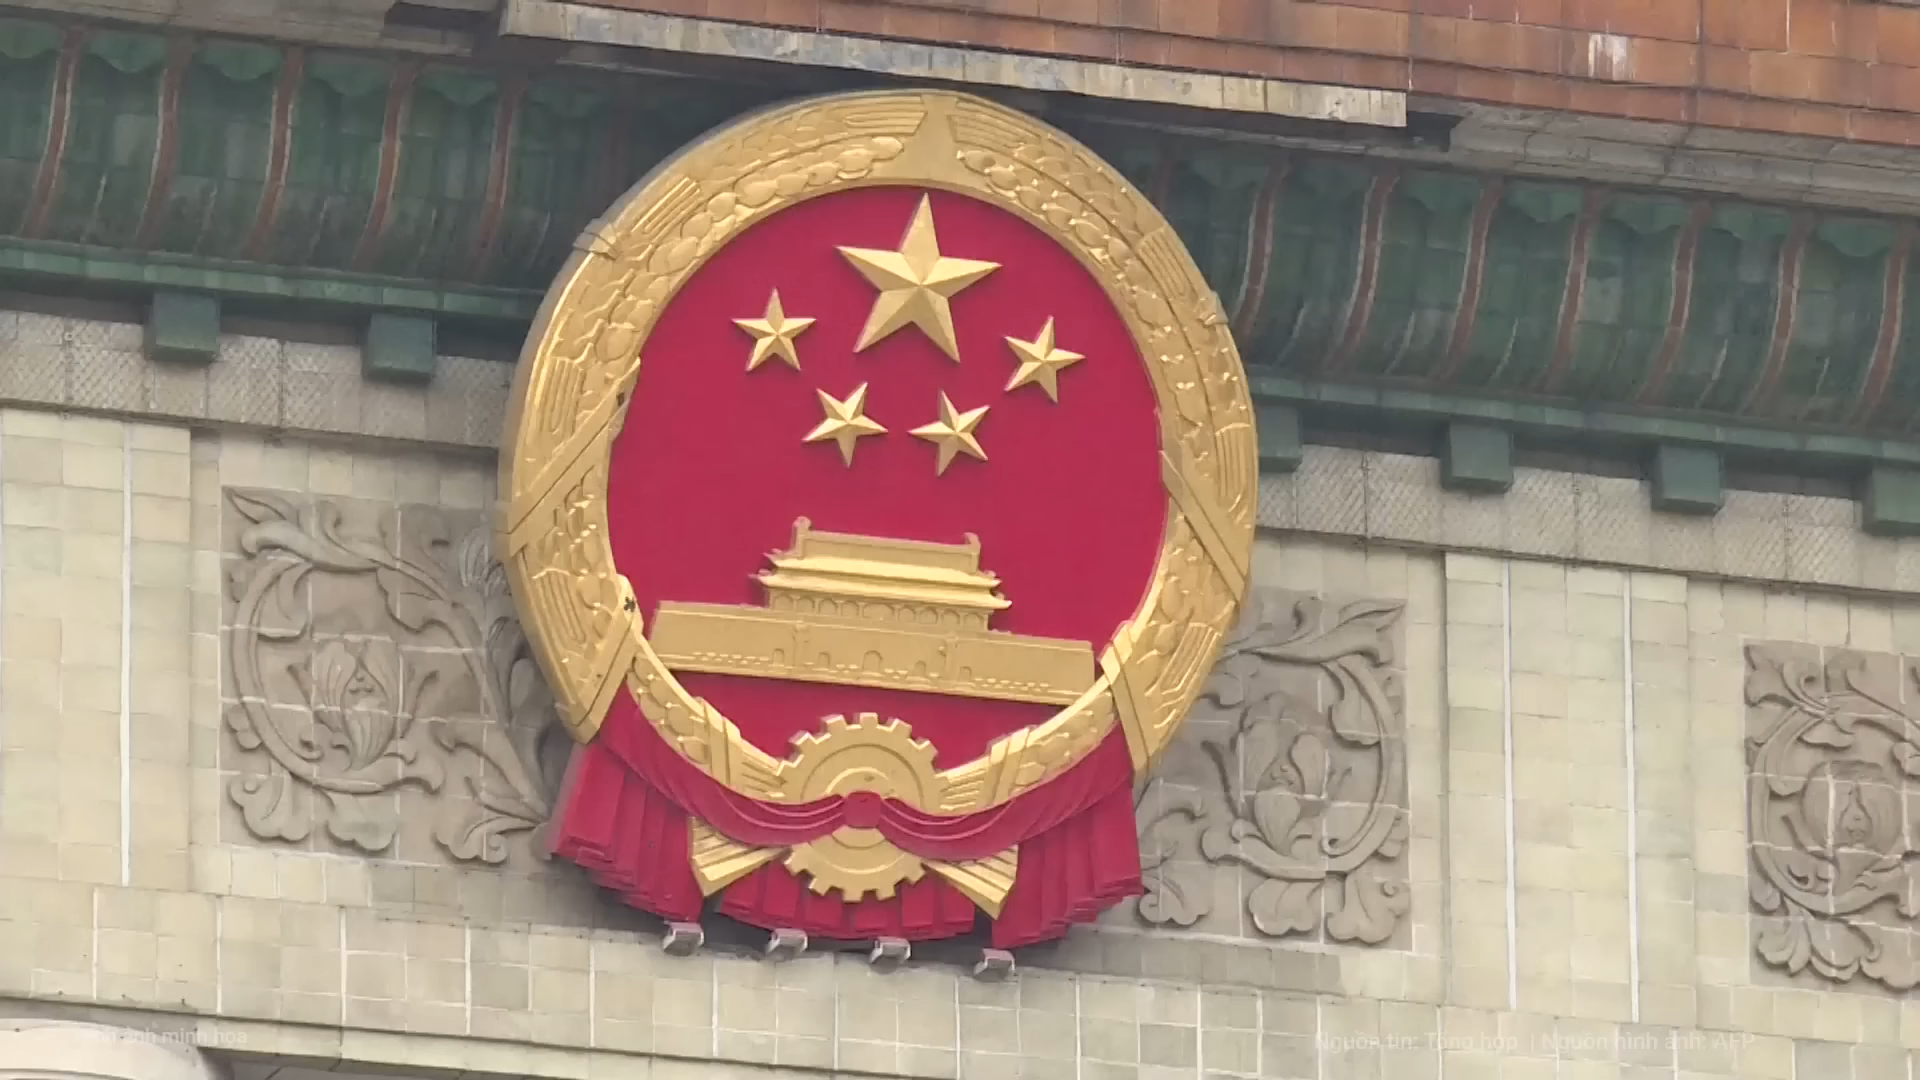 ảnh minh họa
Nguồn tin: Tổng hợp | Nguồn hình ảnh: AFP